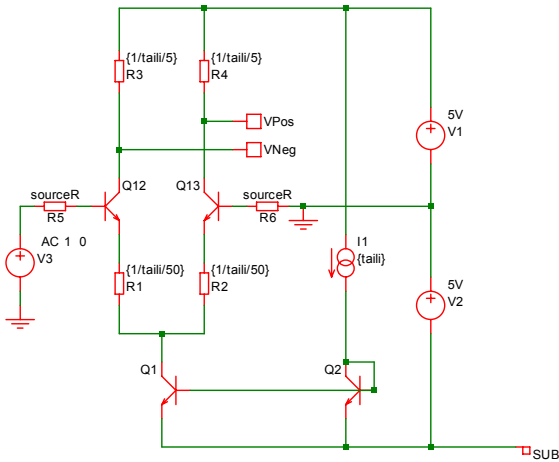 {1/taili/5}
R3
{1/taili/5}
R4
5V
V1
VPos
VNeg
Q12
Q13
sourceR
R5
sourceR
R6
AC 1 0
V3
I1
{taili}
{1/taili/50}
R1
{1/taili/50}
R2
5V
V2
Q1
Q2
SUB